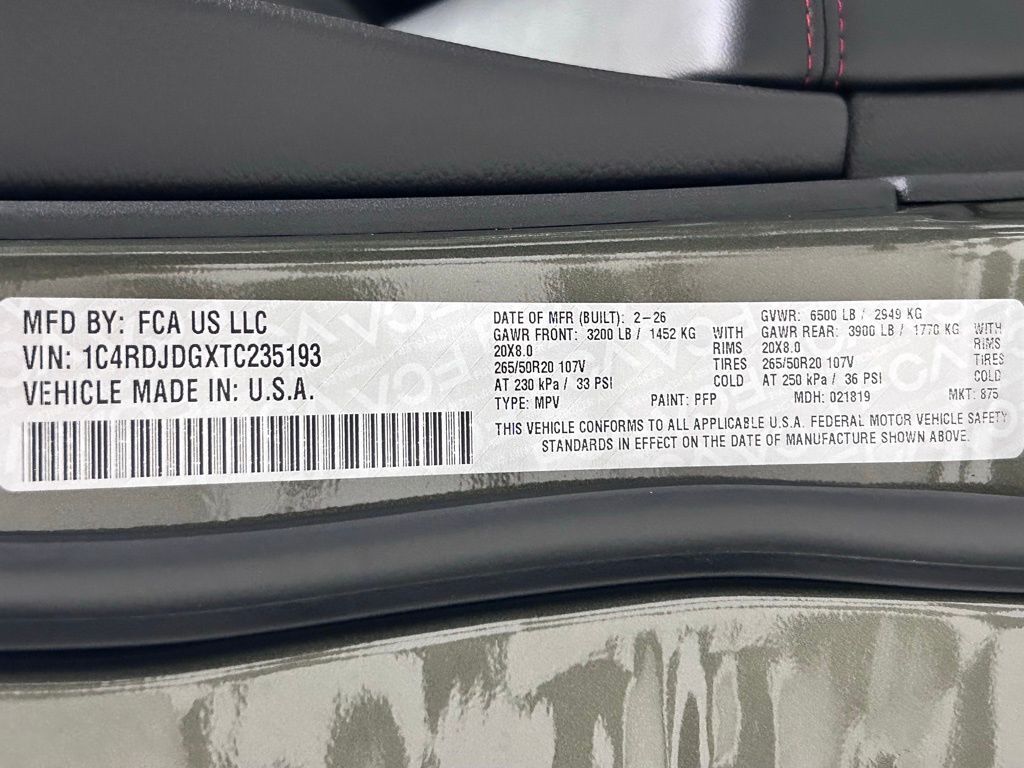 MFD BY: FCA US LLC
VIN: 1C4RDJDGXTC235193
VEHICLE MADE IN: U.S.A.
DATE OF MFR (BUILT): 2-26 GVWR: 6500 LB / 2949 KG
GAWR FRONT: 3200 LB / 1452 KG WITH GAWR REAR: 3900 LB / 1770 KG WITH
20X8.0 RIMS 20X8.0 RIMS
265/50R20 107V TIRES 265/50R20 107V TIRES
AT 230 kPa / 33 PSI COLD AT 250 kPa / 36 PSI COLD
TYPE: MPV PAINT: PFP MDH: 021819 MKT: 875
THIS VEHICLE CONFORMS TO ALL APPLICABLE U.S.A. FEDERAL MOTOR VEHICLE SAFETY
STANDARDS IN EFFECT ON THE DATE OF MANUFACTURE SHOWN ABOVE.